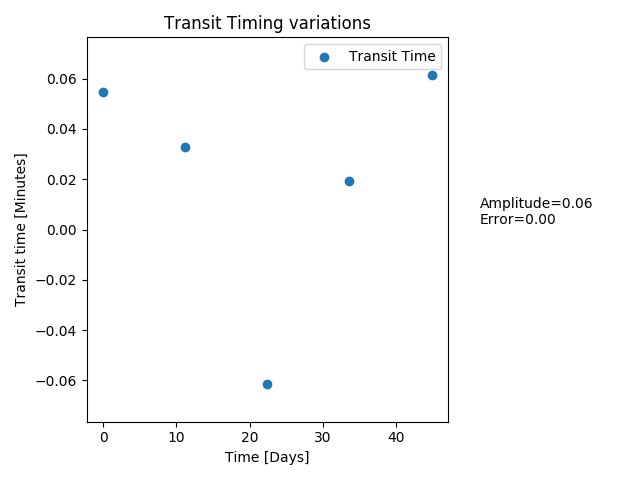 Transit Timing variations
Transit Time
Transit time [Minutes]
0.06
0.04
0.02
0.00
−0.02
−0.04
−0.06
0
10
20
30
40
Time [Days]
Amplitude=0.06
Error=0.00